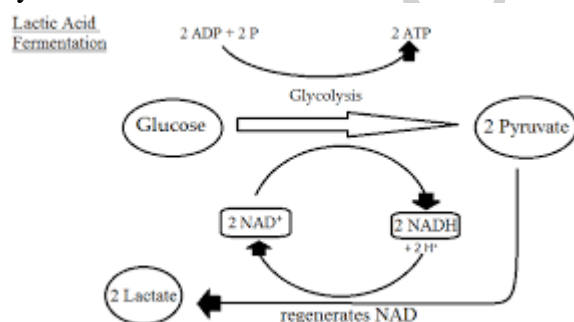 Lactic Acid
Fermentation
2 ADP + 2 P
2 ATP
Glycolysis
Glucose
2 Pyruvate
2 NAD⁺
2 NADH
+ 2 H⁺
2 Lactate
regenerates NAD